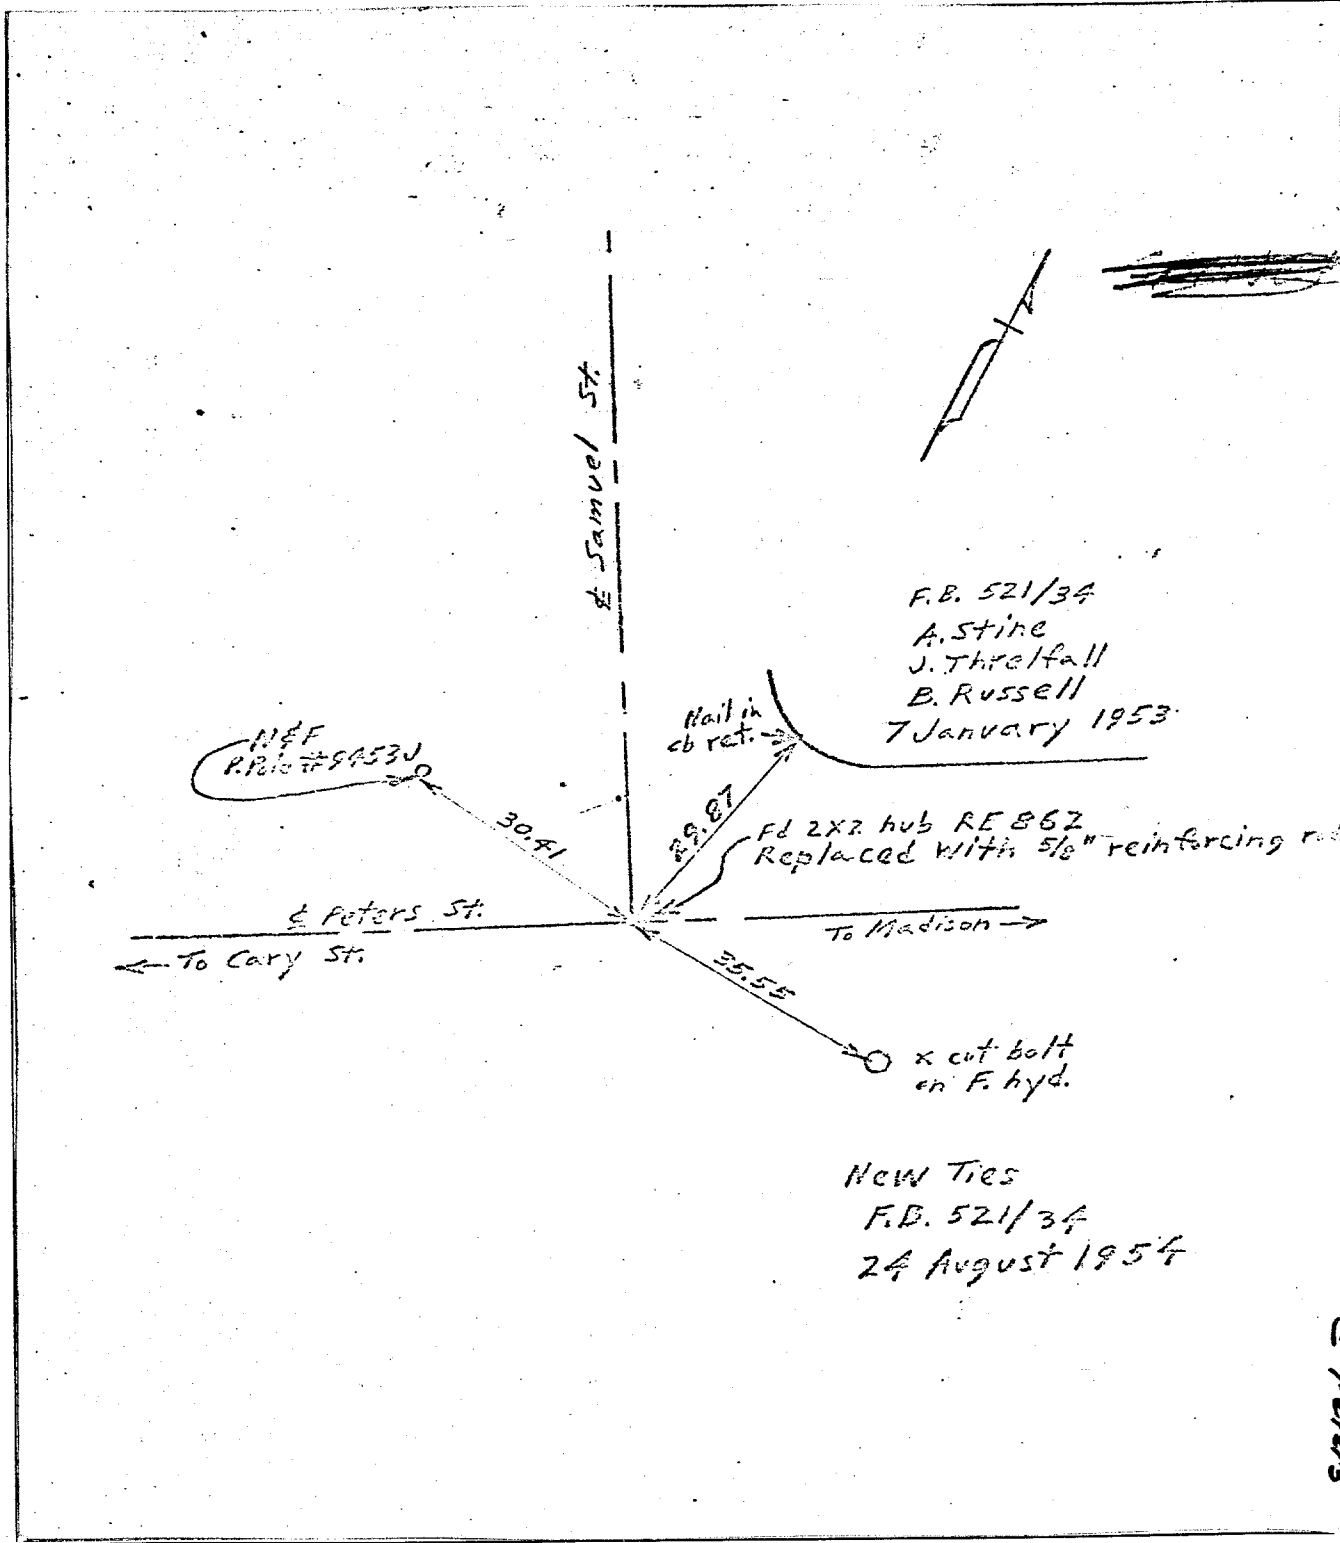 ℄ Samuel St.
F.B. 521/34
A. Stine
J. Threlfall
B. Russell
7 January 1953
Nail in
cb ret.
N&F
P.Pole
30.41
29.87
Fd 2x2 hub RE 862
Replaced with 5/8" reinforcing
℄ Peters St.
To Madison →
← To Cary St.
35.55
x cut bolt
on F. hyd.
New Ties
F.B. 521/34
24 August 1954
Peters